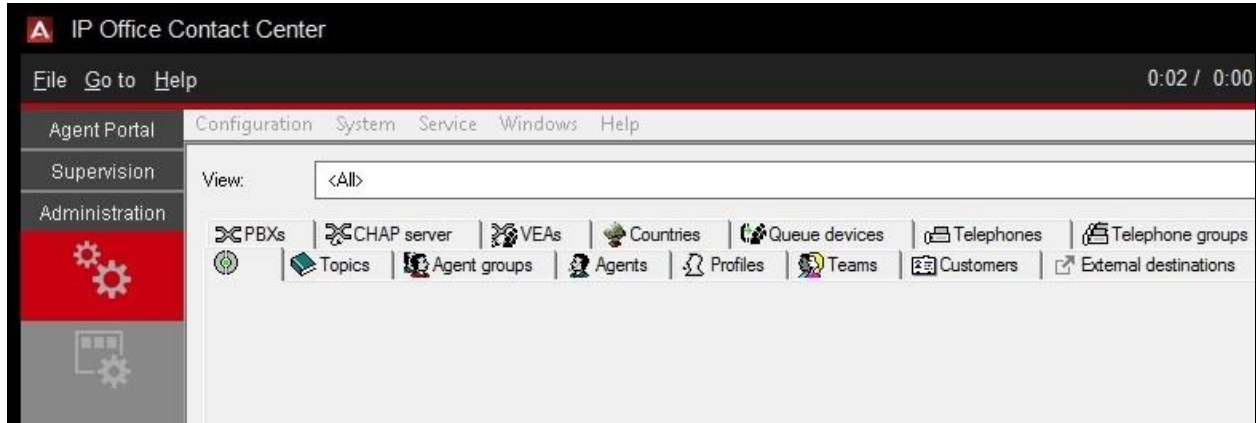 IP Office Contact Center
File Go to Help 0:02 / 0:00
Agent Portal Configuration System Service Windows Help
Supervision View: <All>
Administration
PBXs CHAP server VEAs Countries Queue devices Telephones Telephone groups
Topics Agent groups Agents Profiles Teams Customers External destinations